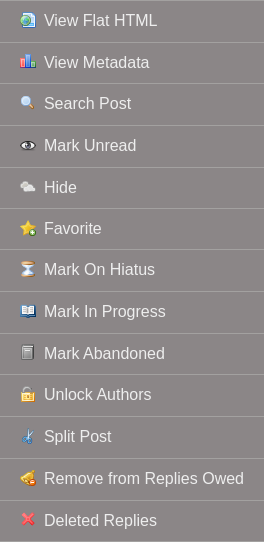 View Flat HTML
View Metadata
Search Post
Mark Unread
Hide
Favorite
Mark On Hiatus
Mark In Progress
Mark Abandoned
Unlock Authors
Split Post
Remove from Replies Owed
Deleted Replies